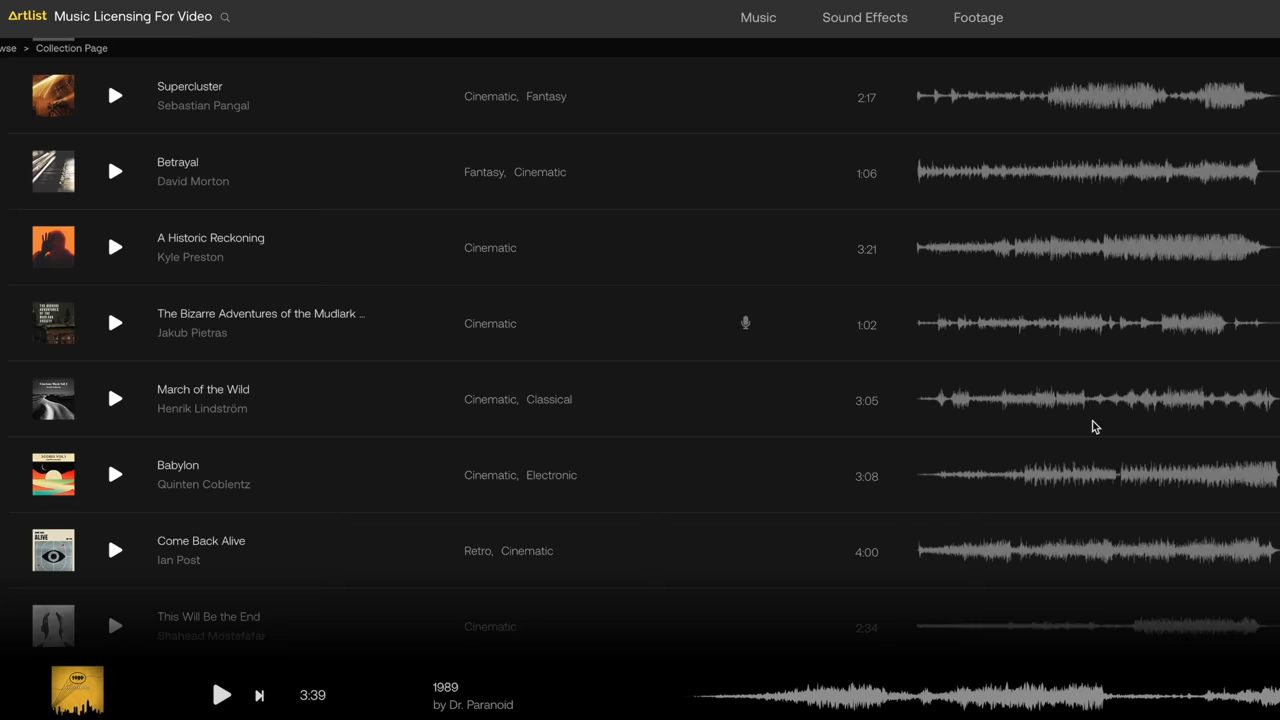 Artlist Music Licensing For Video
Music Sound Effects Footage
wse > Collection Page
Supercluster
Sebastian Pangal
Cinematic, Fantasy
2:17
Betrayal
David Morton
Fantasy, Cinematic
1:06
A Historic Reckoning
Kyle Preston
Cinematic
3:21
The Bizarre Adventures of the Mudlark ...
Jakub Pietras
Cinematic
1:02
March of the Wild
Henrik Lindström
Cinematic, Classical
3:05
Babylon
Quinten Coblentz
Cinematic, Electronic
3:08
ALIVE
Come Back Alive
Ian Post
Retro, Cinematic
4:00
This Will Be the End
Shahead Mostafafar
Cinematic
2:34
1989
3:39
1989
by Dr. Paranoid